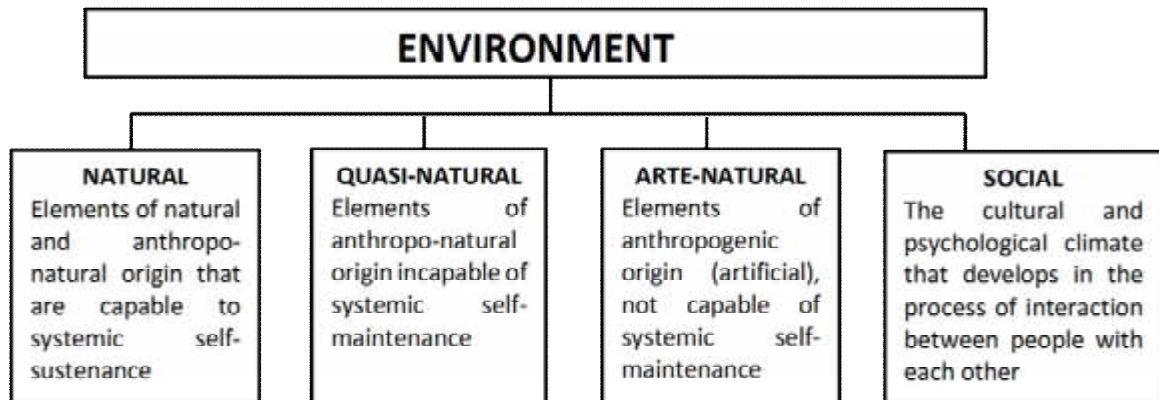 ENVIRONMENT
NATURAL
Elements of natural
and anthropo-
natural origin that
are capable to
systemic self-
sustenance
QUASI-NATURAL
Elements of
anthropo-natural
origin incapable of
systemic self-
maintenance
ARTE-NATURAL
Elements of
anthropogenic
origin (artificial),
not capable of
systemic self-
maintenance
SOCIAL
The cultural and
psychological climate
that develops in the
process of interaction
between people with
each other